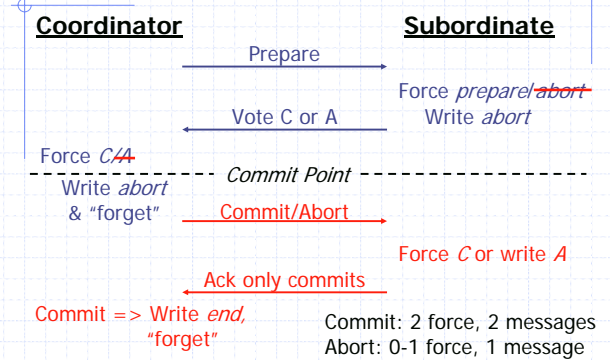 Coordinator
Subordinate
Prepare
Force prepare/abort
Write abort
Vote C or A
Force C/A
Commit Point
Write abort
& “forget”
Commit/Abort
Force C or write A
Ack only commits
Commit => Write end,
“forget”
Commit: 2 force, 2 messages
Abort: 0-1 force, 1 message